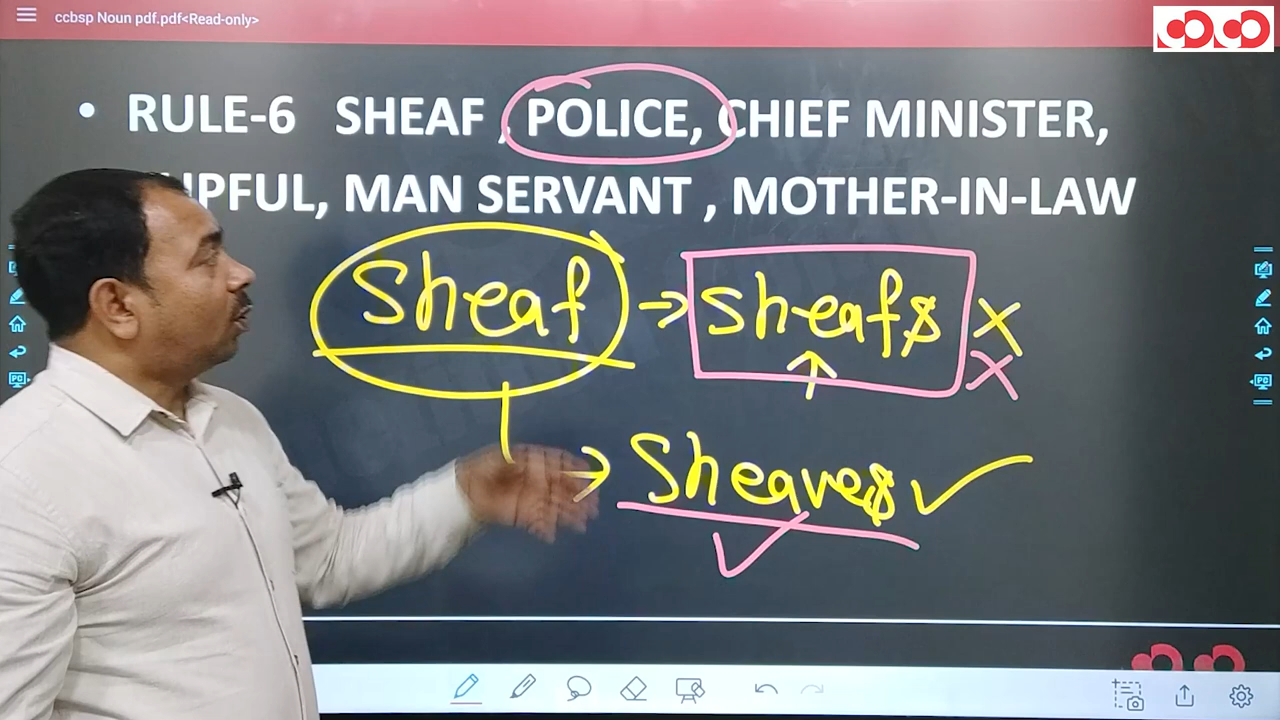 ccbsp Noun pdf.pdf<Read-only>
• RULE-6 SHEAF , POLICE, CHIEF MINISTER,
MAN SERVANT , MOTHER-IN-LAW
Sheaf → sheafs x
x
→ Sheaves ✓
✓